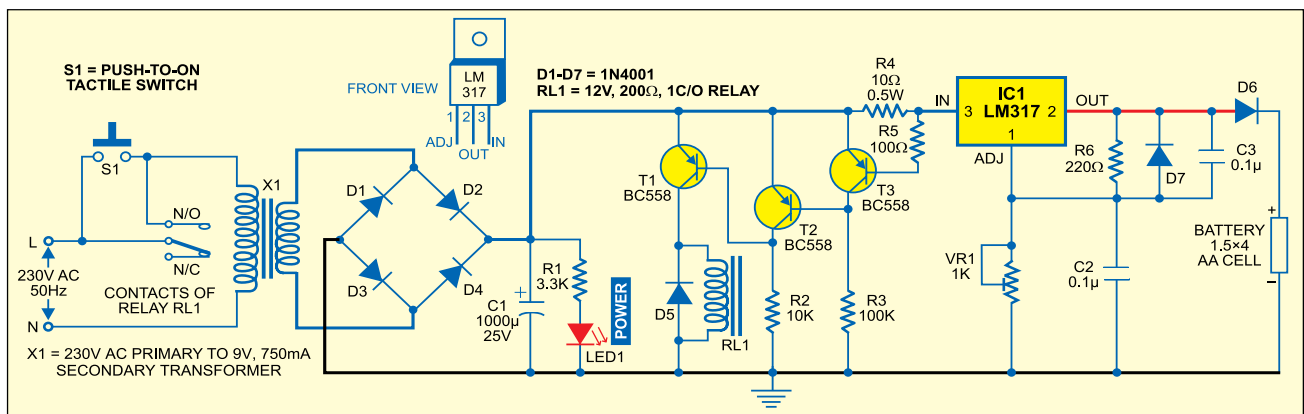 S1 = PUSH-TO-ON
TACTILE SWITCH
FRONT VIEW
LM
317
1 2 3
ADJ
OUT
IN
D1-D7 = 1N4001
RL1 = 12V, 200Ω, 1C/O RELAY
S1
L
230V AC
50Hz
N
N/O
N/C
CONTACTS OF
RELAY RL1
X1
X1 = 230V AC PRIMARY TO 9V, 750mA
SECONDARY TRANSFORMER
D1
D2
D3
D4
+
C1
1000µ
25V
R1
3.3K
POWER
LED1
T1
BC558
D5
RL1
T2
BC558
R2
10K
T3
BC558
R3
100K
R4
10Ω
0.5W
R5
100Ω
IN
3
IC1
LM317
2
1
OUT
ADJ
R6
220Ω
D7
C3
0.1µ
D6
VR1
1K
C2
0.1µ
+
BATTERY
1.5×4
AA CELL
–